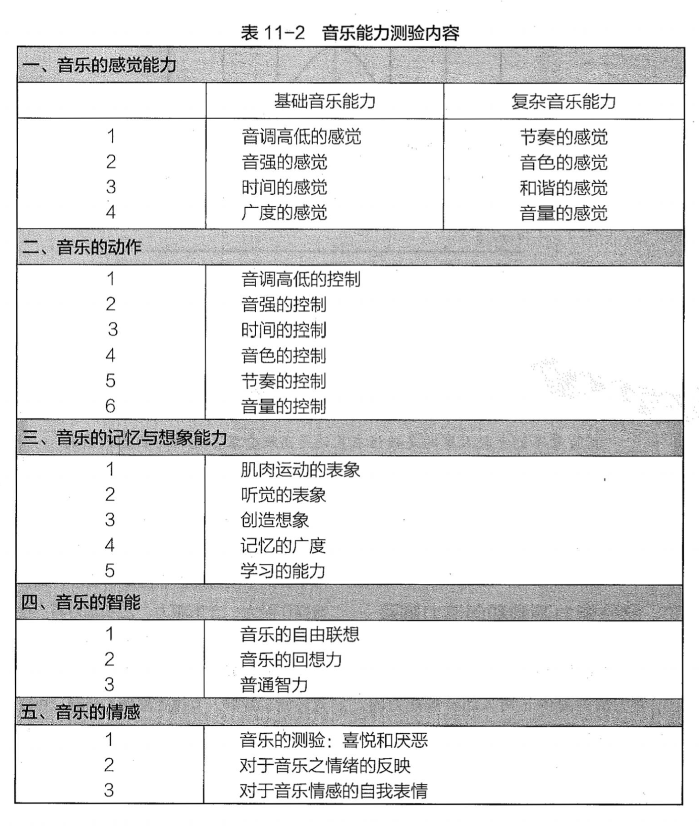 表 11-2 音乐能力测验内容
一、音乐的感觉能力
基础音乐能力 复杂音乐能力
1 音调高低的感觉 节奏的感觉
2 音强的感觉 音色的感觉
3 时间的感觉 和谐的感觉
4 广度的感觉 音量的感觉
二、音乐的动作
1 音调高低的控制
2 音强的控制
3 时间的控制
4 音色的控制
5 节奏的控制
6 音量的控制
三、音乐的记忆与想象能力
1 肌肉运动的表象
2 听觉的表象
3 创造想象
4 记忆的广度
5 学习的能力
四、音乐的智能
1 音乐的自由联想
2 音乐的回想力
3 普通智力
五、音乐的情感
1 音乐的测验：喜悦和厌恶
2 对于音乐之情绪的反映
3 对于音乐情感的自我表情